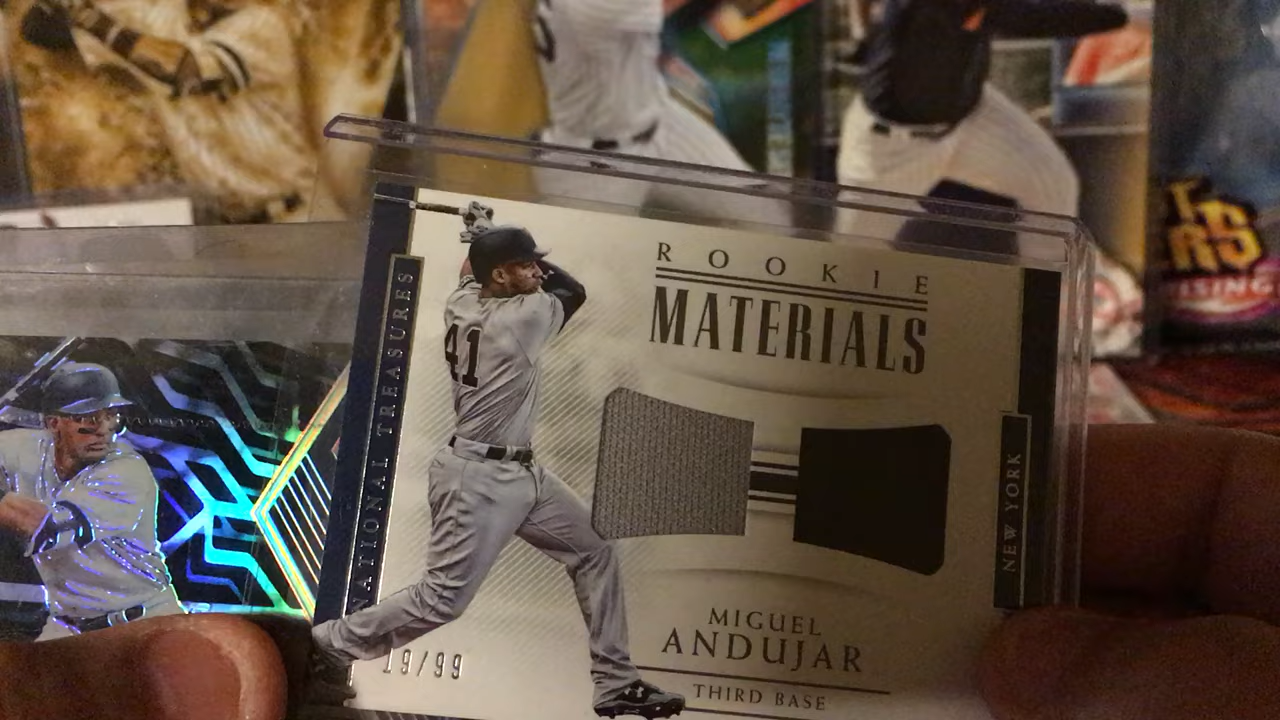 ROOKIE
MATERIALS
NATIONAL TREASURES
41
NEW YORK
MIGUEL
ANDUJAR
THIRD BASE
19/99